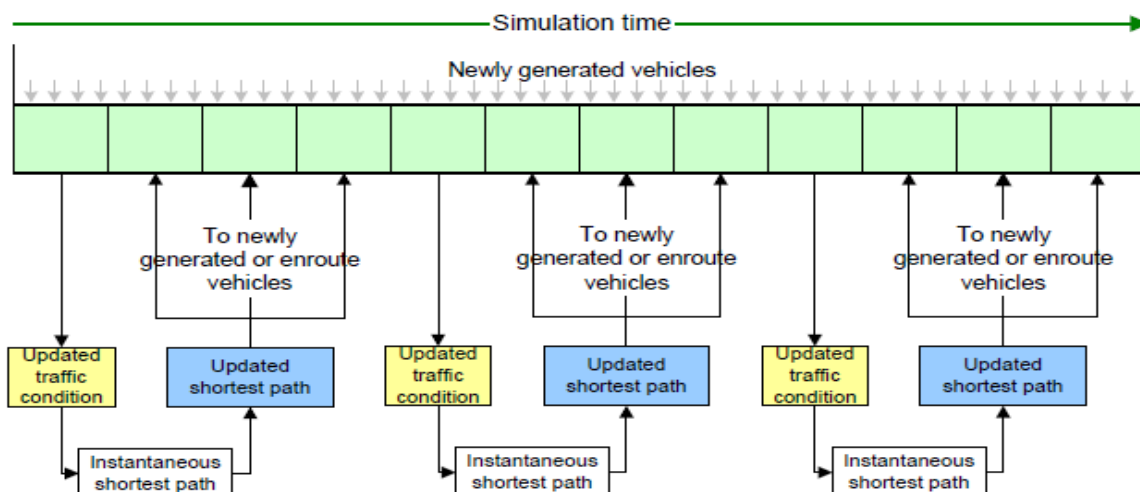 Simulation time
Newly generated vehicles
To newly
generated or enroute
vehicles
To newly
generated or enroute
vehicles
To newly
generated or enroute
vehicles
Updated
traffic
condition
Updated
shortest path
Updated
traffic
condition
Updated
shortest path
Updated
traffic
condition
Updated
shortest path
Instantaneous
shortest path
Instantaneous
shortest path
Instantaneous
shortest path